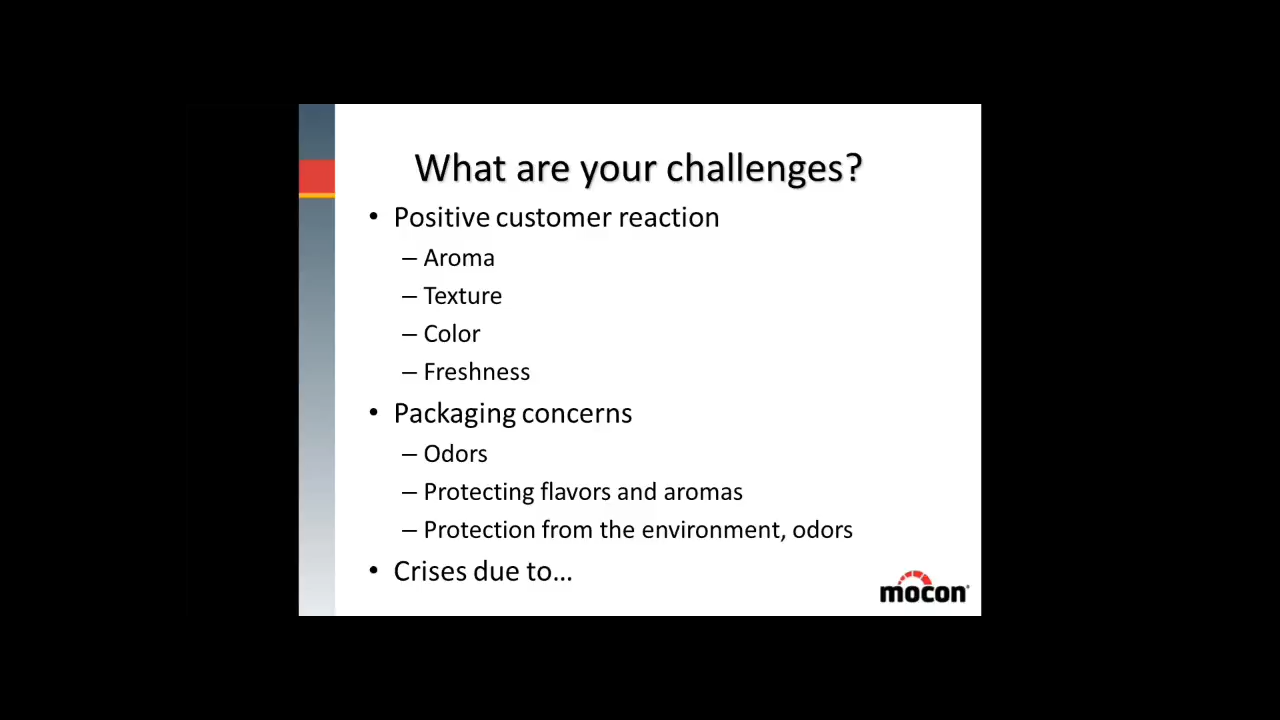 What are your challenges?
• Positive customer reaction
– Aroma
– Texture
– Color
– Freshness
• Packaging concerns
– Odors
– Protecting flavors and aromas
– Protection from the environment, odors
• Crises due to...
mocon®